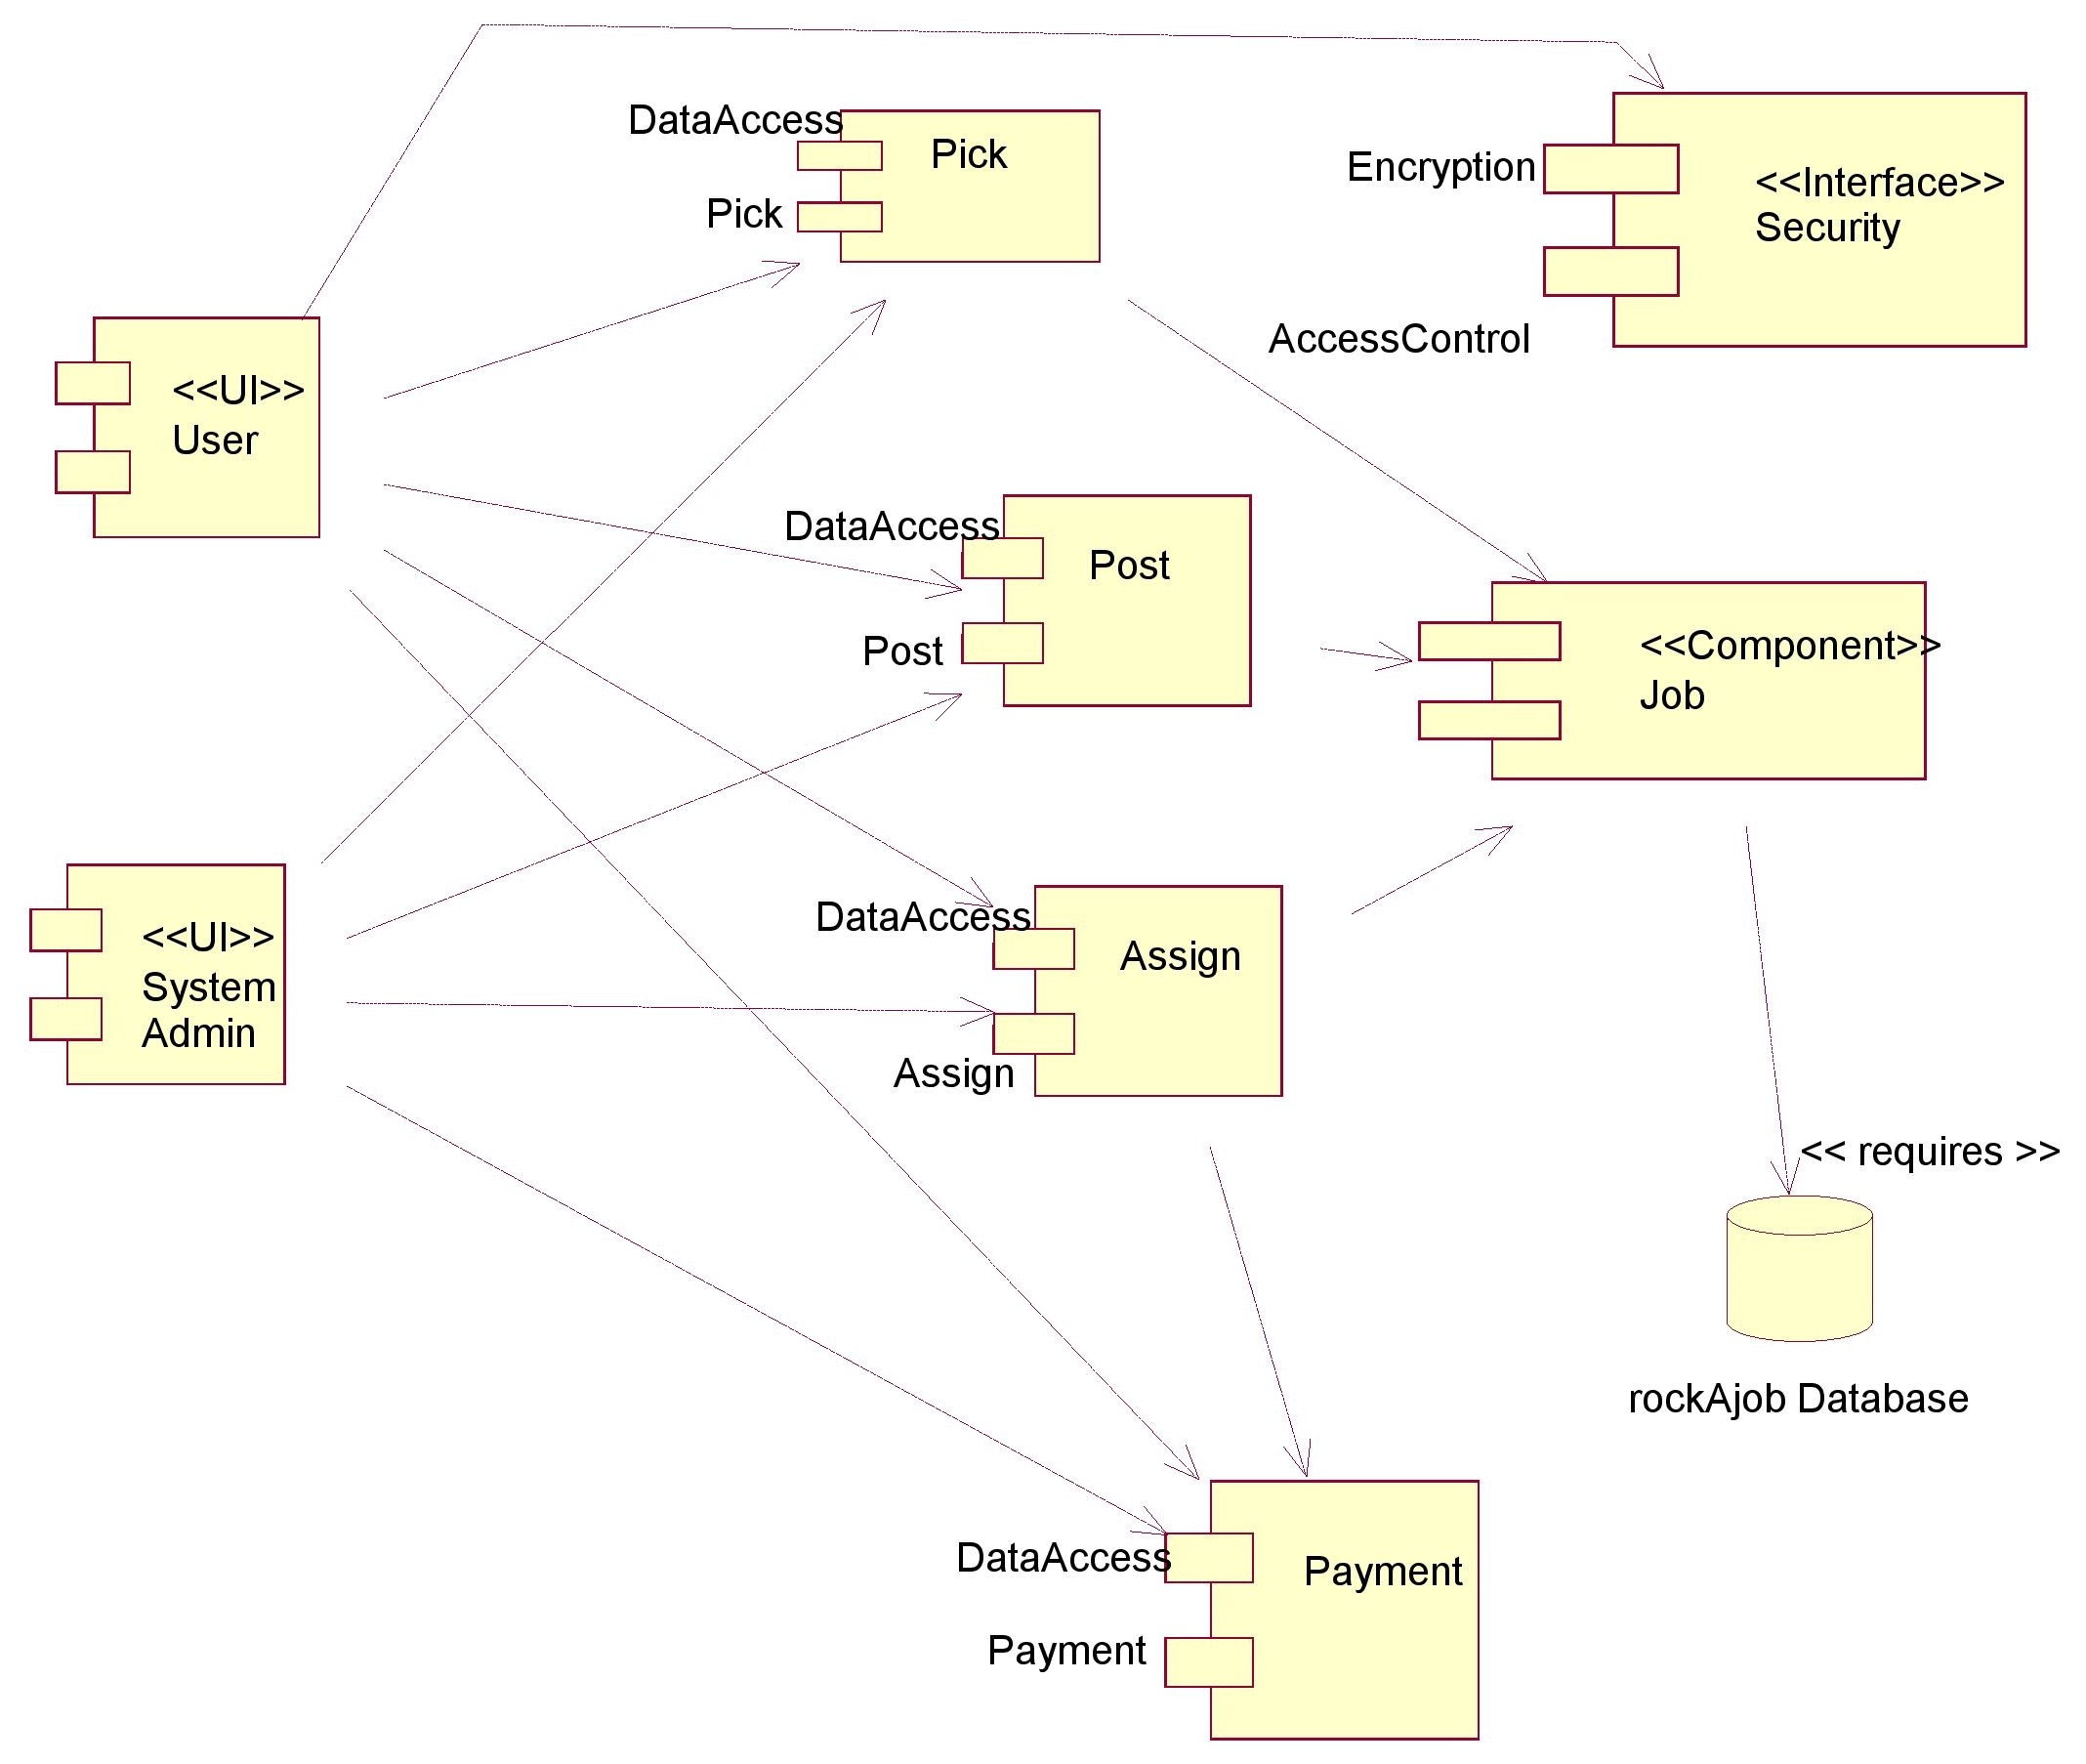 DataAccess
Pick
Pick
Encryption
<<Interface>>
Security
AccessControl
<<UI>>
User
DataAccess
Post
Post
<<Component>>
Job
<<UI>>
System
Admin
DataAccess
Assign
Assign
<< requires >>
rockAjob Database
DataAccess
Payment
Payment